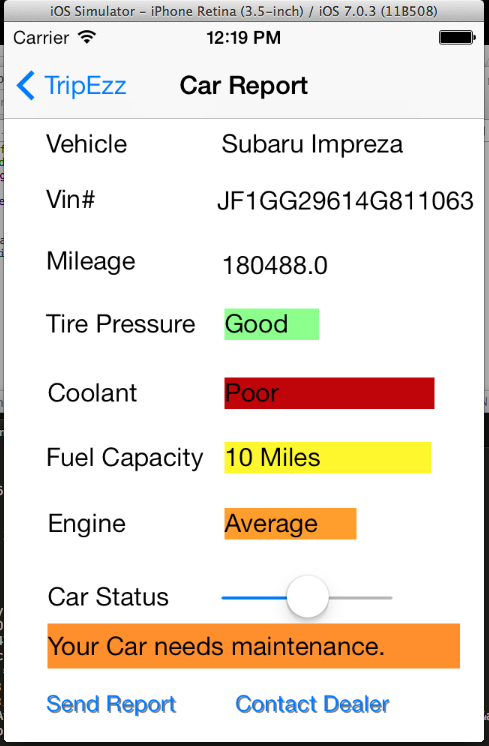 iOS Simulator - iPhone Retina (3.5-inch) / iOS 7.0.3 (11B508)
Carrier 12:19 PM
TripEzz Car Report
Vehicle Subaru Impreza
Vin# JF1GG29614G811063
Mileage 180488.0
Tire Pressure Good
Coolant Poor
Fuel Capacity 10 Miles
Engine Average
Car Status
Your Car needs maintenance.
Send Report Contact Dealer